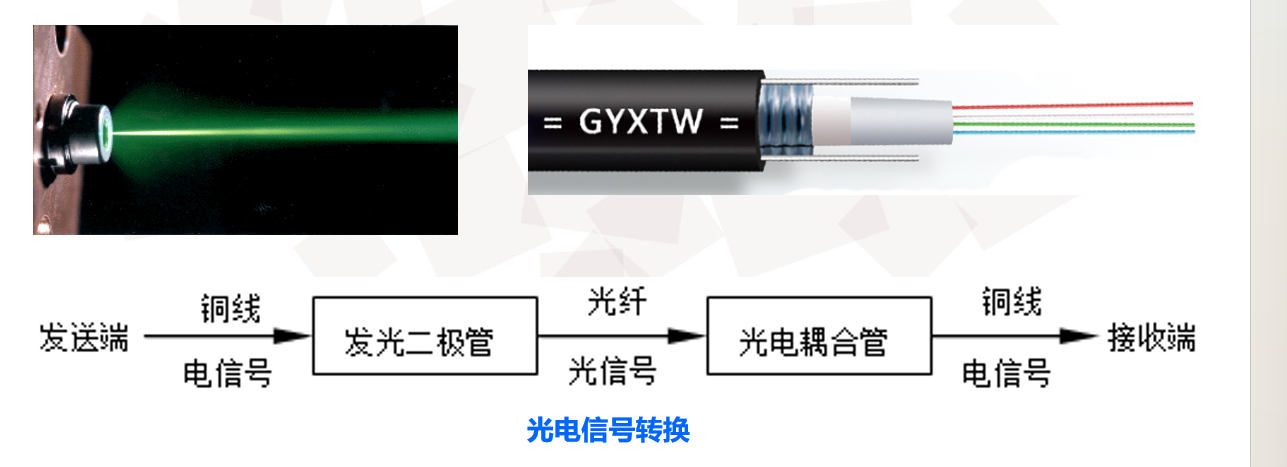 = GYXTW =
铜线 光纤 铜线
发送端 发光二极管 光电耦合管 接收端
电信号 光信号 电信号
光电信号转换